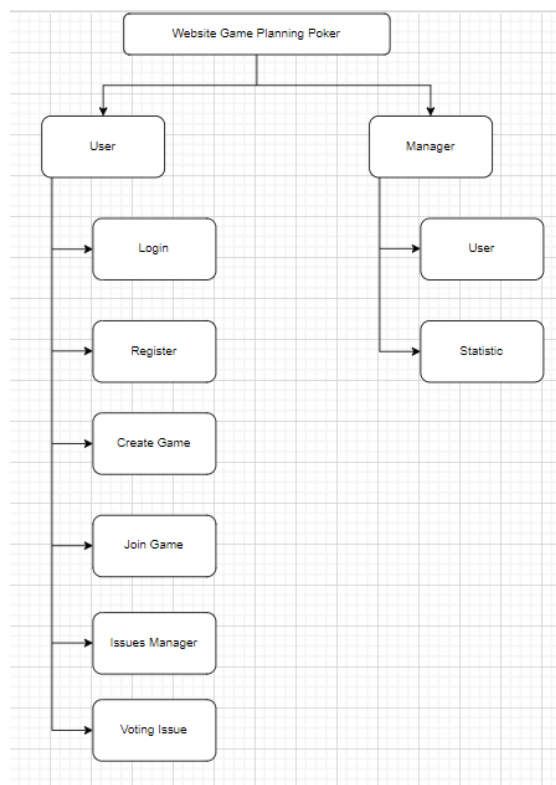 Website Game Planning Poker
User
Manager
Login
User
Register
Statistic
Create Game
Join Game
Issues Manager
Voting Issue